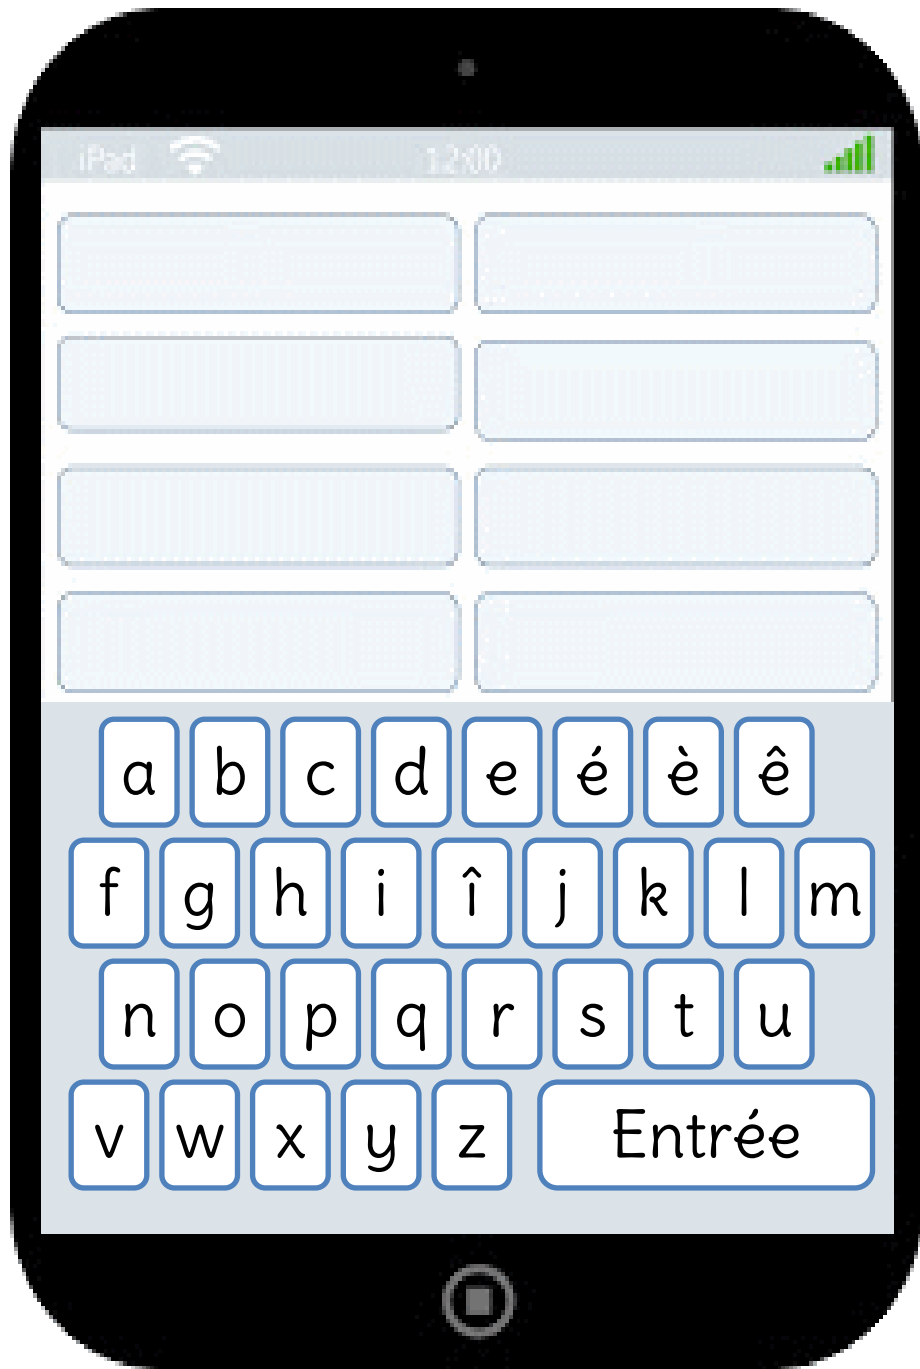 iPad 12:00
a b c d e é è ê
f g h i î j k l m
n o p q r s t u
v w x y z Entrée